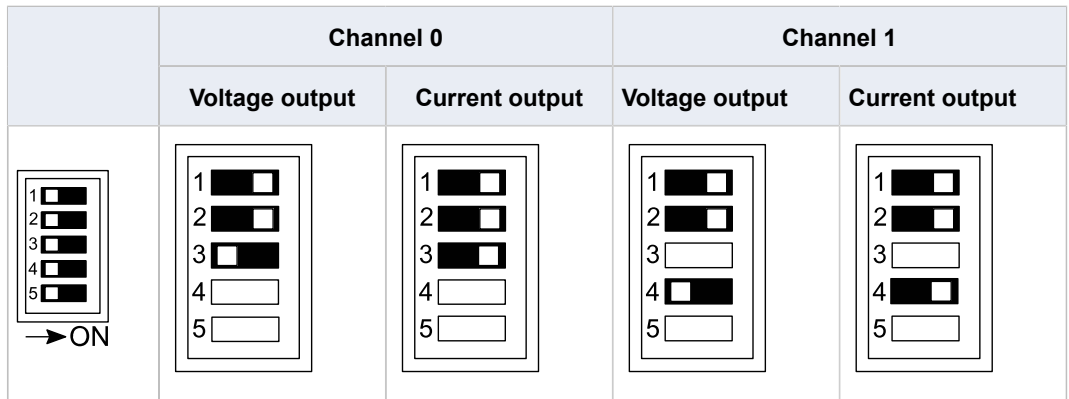 Channel 0 Channel 1
Voltage output Current output Voltage output Current output
1 1 1 1 1
2 2 2 2 2
3 3 3 3 3
4 4 4 4 4
5 5 5 5 5
ON